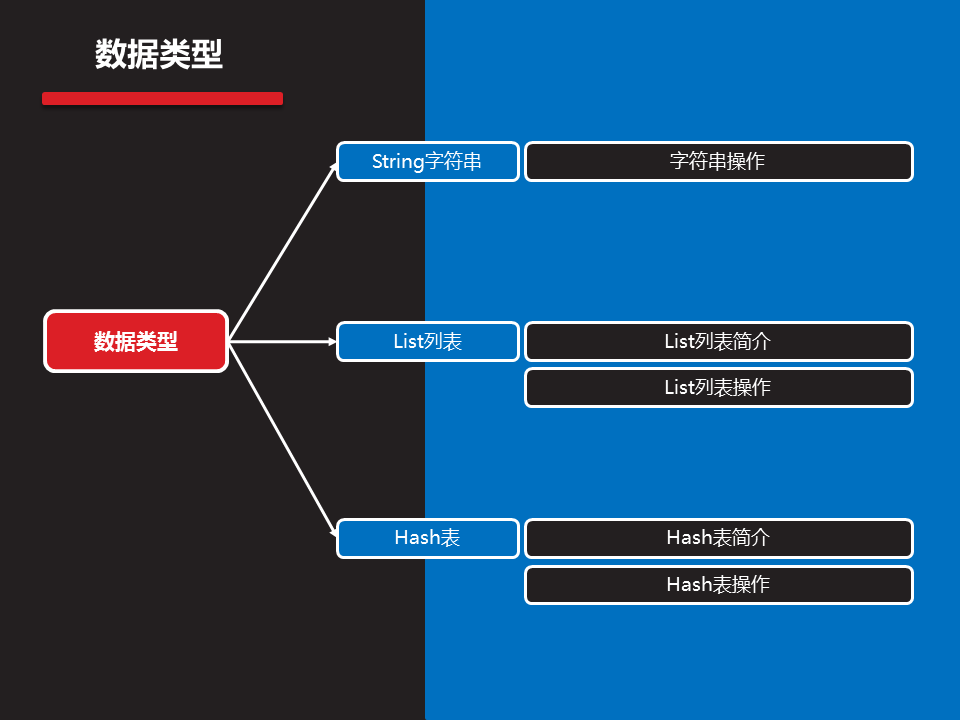 数据类型
数据类型
String字符串
字符串操作
List列表
List列表简介
List列表操作
Hash表
Hash表简介
Hash表操作